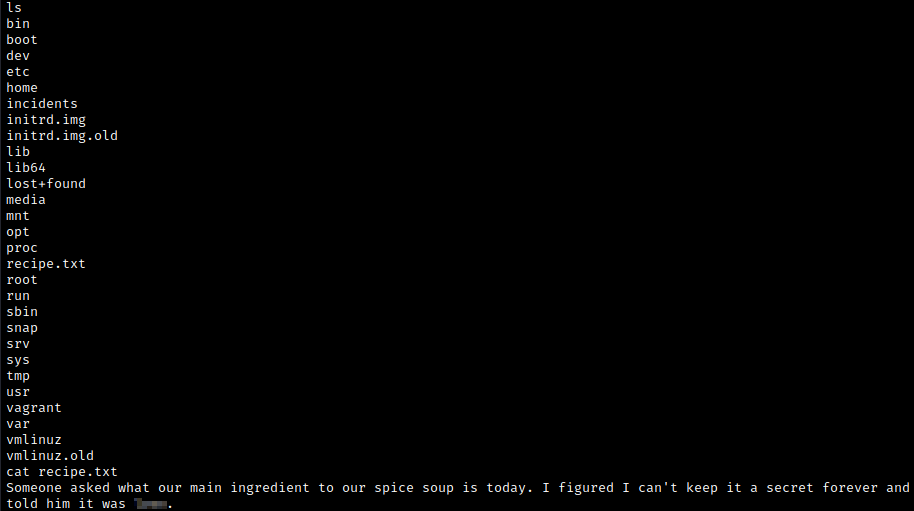 ls
bin
boot
dev
etc
home
incidents
initrd.img
initrd.img.old
lib
lib64
lost+found
media
mnt
opt
proc
recipe.txt
root
run
sbin
snap
srv
sys
tmp
usr
vagrant
var
vmlinuz
vmlinuz.old
cat recipe.txt
Someone asked what our main ingredient to our spice soup is today. I figured I can't keep it a secret forever and
told him it was .